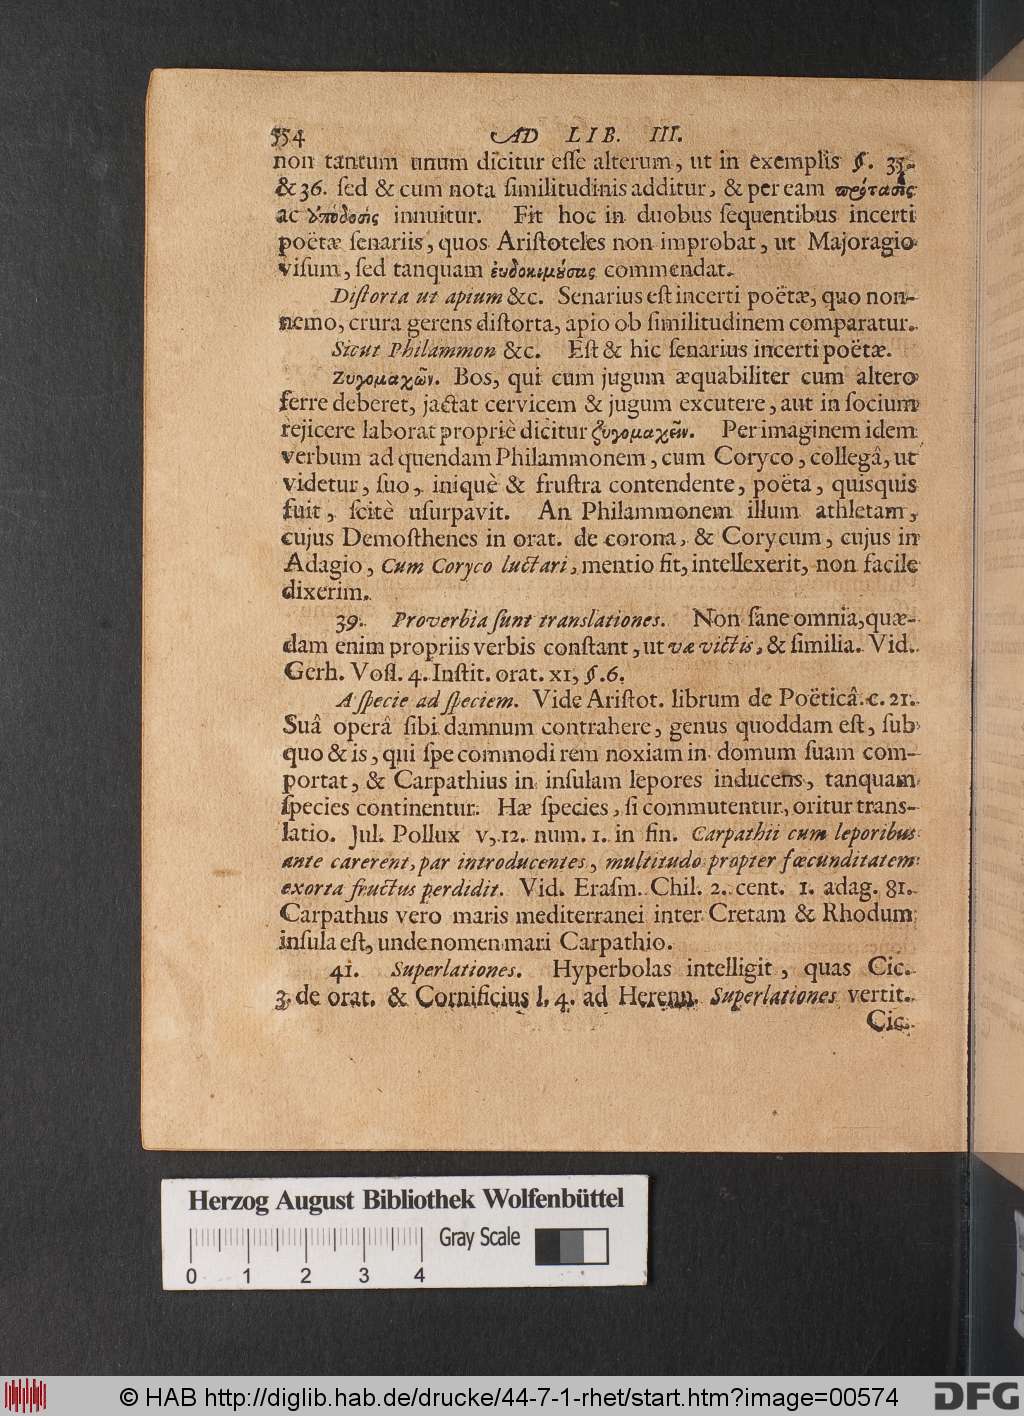 554 AD LIB. III.
non tantum unum dicitur eſſe alterum, ut in exemplis §. 35.
& 36. ſed & cum nota ſimilitudinis additur, & per eam πρότασις
ac ὑπόδοσις innuitur. Fit hoc in duobus ſequentibus incerti
poëtæ ſenariis, quos Ariſtoteles non improbat, ut Majoragio
viſum, ſed tanquam commendat.
Diſtorta ut apium &c. Senarius eſt incerti poëtæ, quo non-
nemo, crura gerens diſtorta, apio ob ſimilitudinem comparatur.
Sicut Philammon &c. Eſt & hic ſenarius incerti poëtæ.
Ζυγομαχῶν. Bos, qui cum jugum æquabiliter cum altero
ferre deberet, jactat cervicem & jugum excutere, aut in ſocium
rejicere laborat propriè dicitur ζυγομαχεῖν. Per imaginem idem
verbum ad quendam Philammonem, cum Coryco, collegâ, ut
videtur, ſuo, iniquè & fruſtra contendente, poëta, quisquis
fuit, ſcitè uſurpavit. An Philammonem illum athletam,
cujus Demoſthenes in orat. de corona, & Corycum, cujus in
Adagio, Cum Coryco luctari, mentio fit, intellexerit, non facile
dixerim.
39. Proverbia ſunt translationes. Non ſane omnia, quæ-
dam enim propriis verbis conſtant, ut væ victis, & ſimilia. Vid.
Gerh. Voſſ. 4. Inſtit. orat. XI, §. 6.
A ſpecie ad ſpeciem. Vide Ariſtot. librum de Poëticâ. c. 21.
Suâ operâ ſibi damnum contrahere, genus quoddam eſt, ſub
quo & is, qui ſpe commodi rem noxiam in domum ſuam com-
portat, & Carpathius in inſulam lepores inducens, tanquam
ſpecies continentur. Hæ ſpecies, ſi commutentur, oritur trans-
latio. Jul. Pollux V, 12. num. 1. in fin. Carpathii cum leporibus
ante carerent, par introducentes, multitudo propter fœcunditatem
exorta fructus perdidit. Vid. Eraſm. Chil. 2. cent. 1. adag. 81.
Carpathus vero maris mediterranei inter Cretam & Rhodum
inſula eſt, unde nomen mari Carpathio.
41. Superlationes. Hyperbolas intelligit, quas Cic.
3. de orat. & Cornificius l. 4. ad Herenn. Superlationes vertit.
Cic.
Herzog August Bibliothek Wolfenbüttel
Gray Scale
0 1 2 3 4
© HAB http://diglib.hab.de/drucke/44-7-1-rhet/start.htm?image=00574
DFG